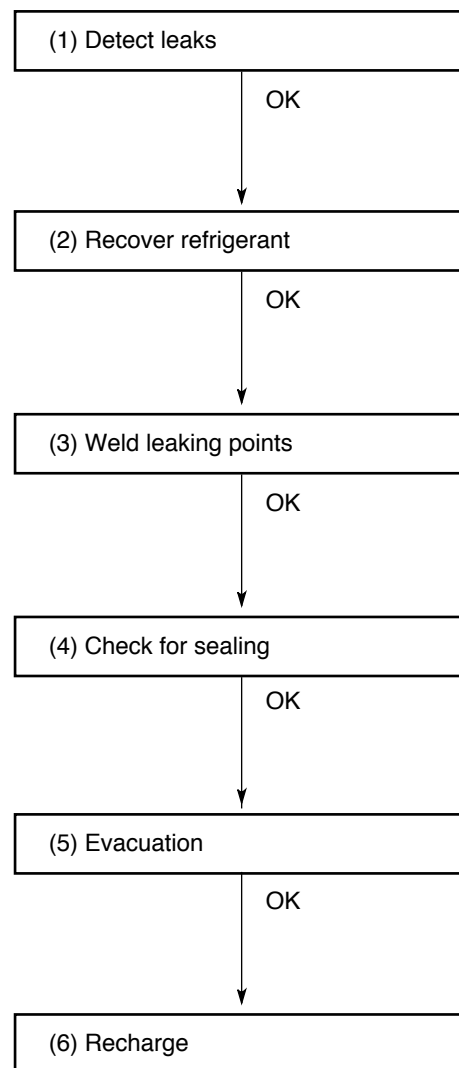 (1) Detect leaks
OK
(2) Recover refrigerant
OK
(3) Weld leaking points
OK
(4) Check for sealing
OK
(5) Evacuation
OK
(6) Recharge